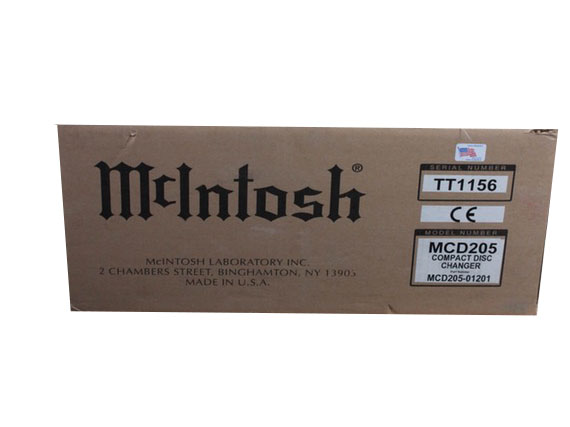 McIntosh®
McINTOSH LABORATORY INC.
2 CHAMBERS STREET, BINGHAMTON, NY 13905
MADE IN U.S.A.
SERIAL NUMBER
TT1156
CE
MODEL NUMBER
MCD205
COMPACT DISC
CHANGER
MCD205-01201